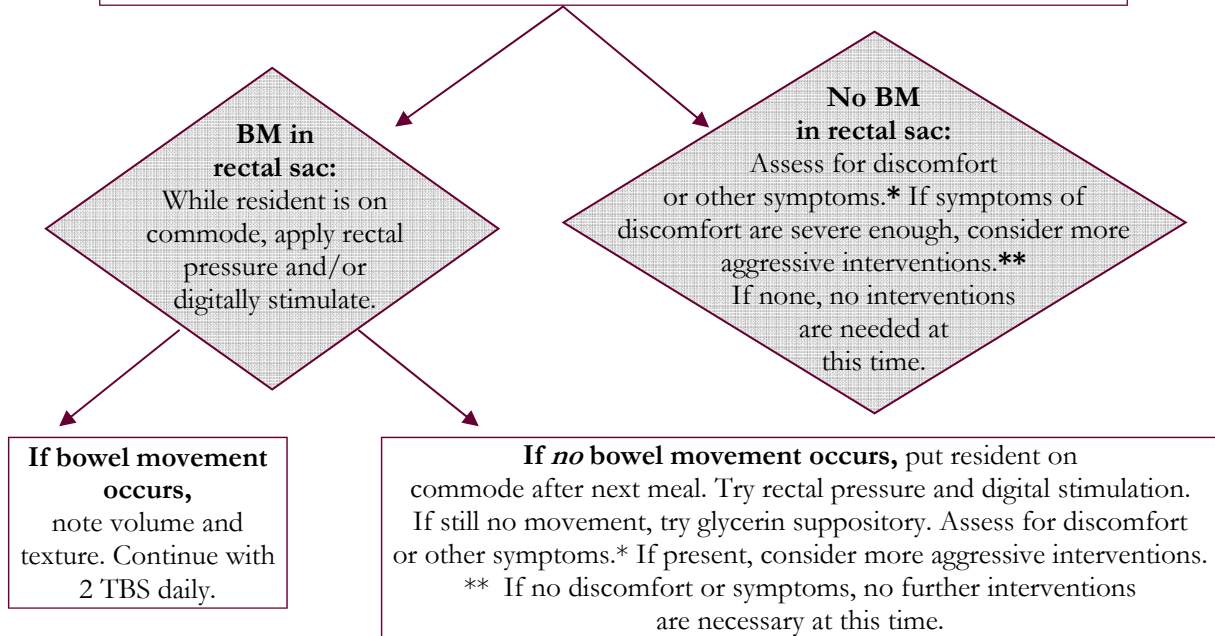 BM in
rectal sac:
While resident is on
commode, apply rectal
pressure and/or
digitally stimulate.
No BM
in rectal sac:
Assess for discomfort
or other symptoms.* If symptoms of
discomfort are severe enough, consider more
aggressive interventions.**
If none, no interventions
are needed at
this time.
If bowel movement
occurs,
note volume and
texture. Continue with
2 TBS daily.
If no bowel movement occurs, put resident on
commode after next meal. Try rectal pressure and digital stimulation.
If still no movement, try glycerin suppository. Assess for discomfort
or other symptoms.* If present, consider more aggressive interventions.
** If no discomfort or symptoms, no further interventions
are necessary at this time.